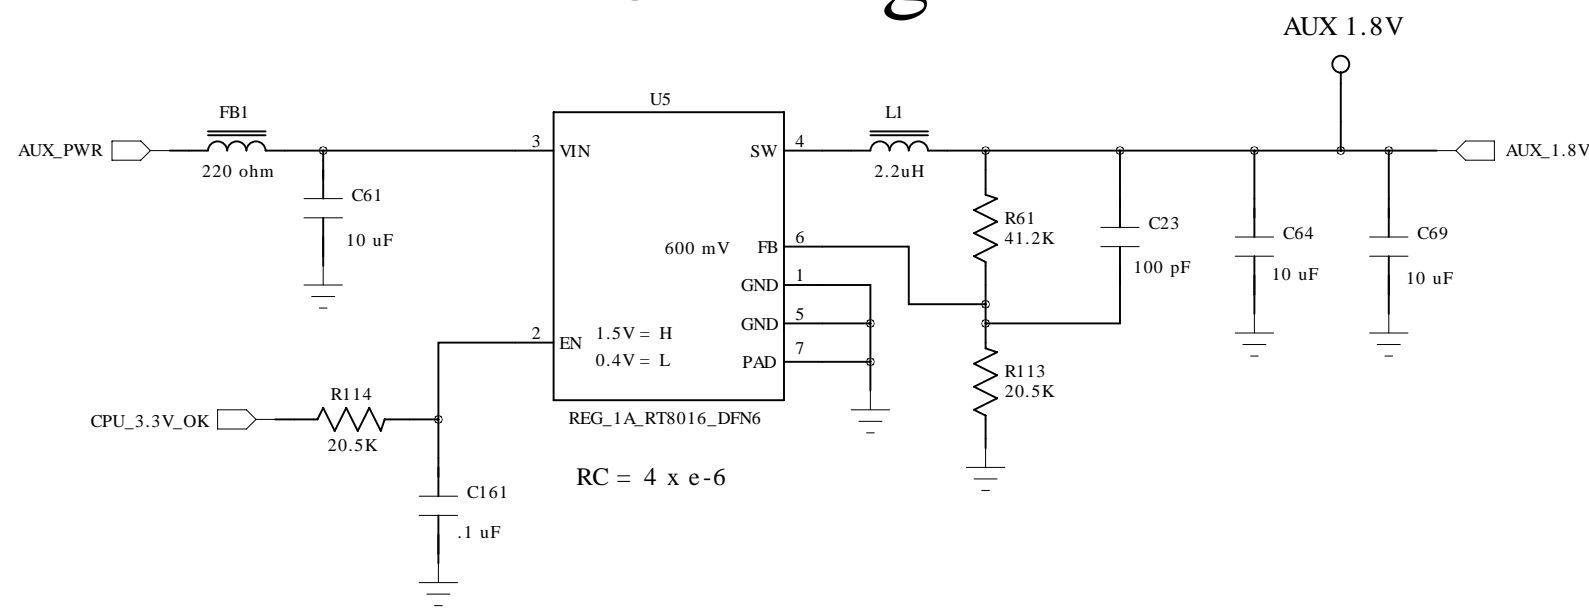 AUX 1.8V
FB1
U5
L1
AUX_PWR
3
VIN
SW
4
AUX_1.8V
220 ohm
2.2uH
C61
10 uF
R61
41.2K
C23
100 pF
C64
10 uF
C69
10 uF
600 mV
FB
6
GND
1
GND
5
PAD
7
2
EN
1.5V = H
0.4V = L
R113
20.5K
R114
20.5K
CPU_3.3V_OK
REG_1A_RT8016_DFN6
RC = 4 x e-6
C161
.1 uF